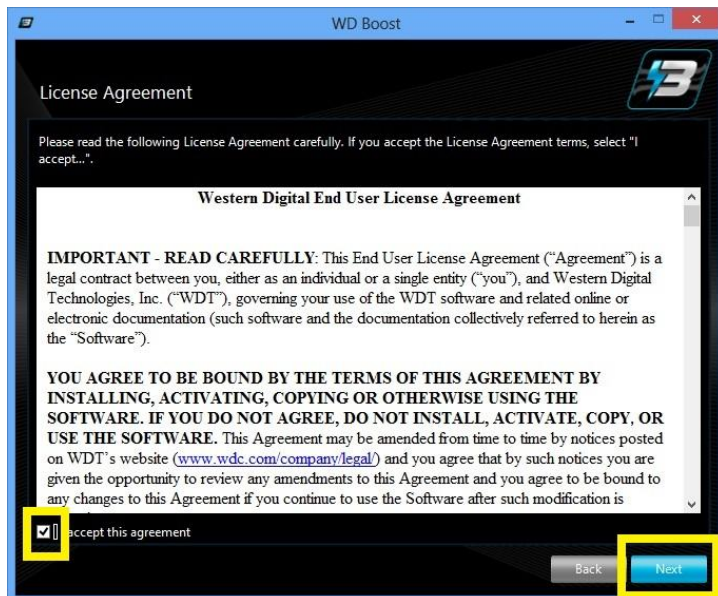 WD Boost
License Agreement
Please read the following License Agreement carefully. If you accept the License Agreement terms, select "I
accept...".
Western Digital End User License Agreement
IMPORTANT - READ CAREFULLY: This End User License Agreement (“Agreement”) is a
legal contract between you, either as an individual or a single entity (“you”), and Western Digital
Technologies, Inc. (“WDT”), governing your use of the WDT software and related online or
electronic documentation (such software and the documentation collectively referred to herein as
the “Software”).
YOU AGREE TO BE BOUND BY THE TERMS OF THIS AGREEMENT BY
INSTALLING, ACTIVATING, COPYING OR OTHERWISE USING THE
SOFTWARE. IF YOU DO NOT AGREE, DO NOT INSTALL, ACTIVATE, COPY, OR
USE THE SOFTWARE. This Agreement may be amended from time to time by notices posted
on WDT’s website (www.wdc.com/company/legal/) and you agree that by such notices you are
given the opportunity to review any amendments to this Agreement and you agree to be bound to
any changes to this Agreement if you continue to use the Software after such modification is
accept this agreement
Back
Next